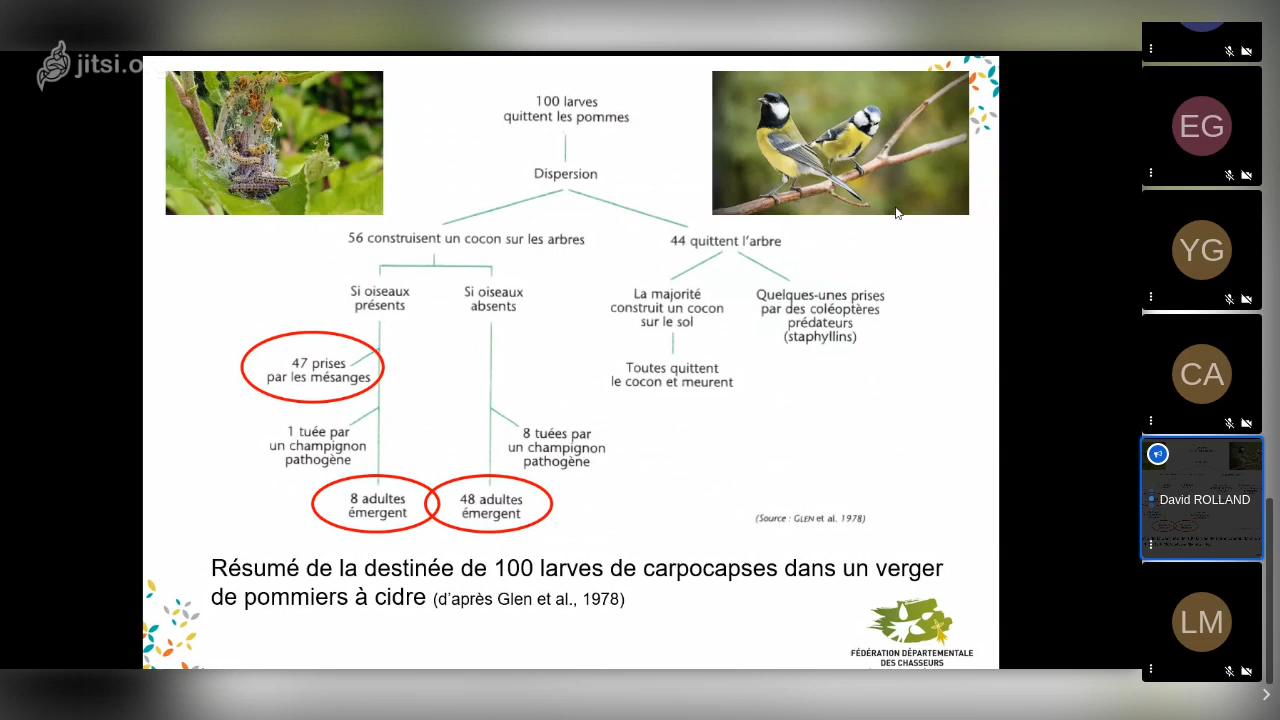 jitsi.o
100 larves
quittent les pommes
Dispersion
56 construisent un cocon sur les arbres
44 quittent l'arbre
Si oiseaux
présents
Si oiseaux
absents
La majorité
construit un cocon
sur le sol
Quelques-unes prises
par des coléoptères
prédateurs
(staphyllins)
47 prises
par les mésanges
Toutes quittent
le cocon et meurent
1 tuée par
un champignon
pathogène
8 tuées par
un champignon
pathogène
8 adultes
émergent
48 adultes
émergent
(Source : GLEN et al. 1978)
Résumé de la destinée de 100 larves de carpocapses dans un verger
de pommiers à cidre (d'après Glen et al., 1978)
FÉDÉRATION DÉPARTEMENTALE
DES CHASSEURS
EG
YG
CA
David ROLLAND
LM